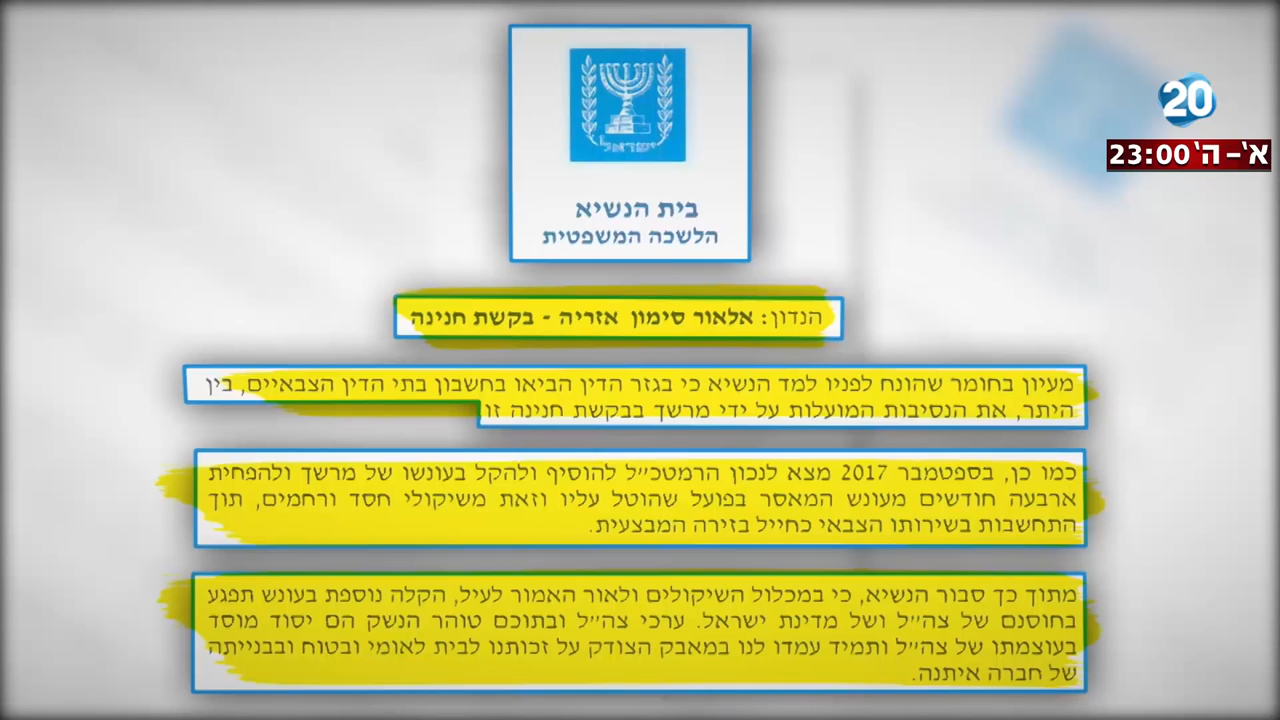 ישראל
בית הנשיא
הלשכה המשפטית
20
א'-ה' 23:00
הנדון: אלאור סימון אזריה - בקשת חנינה
מעיון בחומר שהונח לפניו למד הנשיא כי בגזר הדין הביאו בחשבון בתי הדין הצבאיים, בין
היתר, את הנסיבות המועלות על ידי מרשך בבקשת חנינה זו
כמו כן, בספטמבר 2017 מצא לנכון הרמטכ"ל להוסיף ולהקל בעונשו של מרשך ולהפחית
ארבעה חודשים מעונש המאסר בפועל שהוטל עליו וזאת משיקולי חסד ורחמים, תוך
התחשבות בשירותו הצבאי כחייל בזירה המבצעית.
מתוך כך סבור הנשיא, כי במכלול השיקולים ולאור האמור לעיל, הקלה נוספת בעונש תפגע
בחוסנם של צה"ל ושל מדינת ישראל. ערכי צה"ל ובתוכם טוהר הנשק הם יסוד מוסד
בעוצמתו של צה"ל ותמיד עמדו לנו במאבק הצודק על זכותנו לבית לאומי ובטוח ובבנייתה
של חברה איתנה.